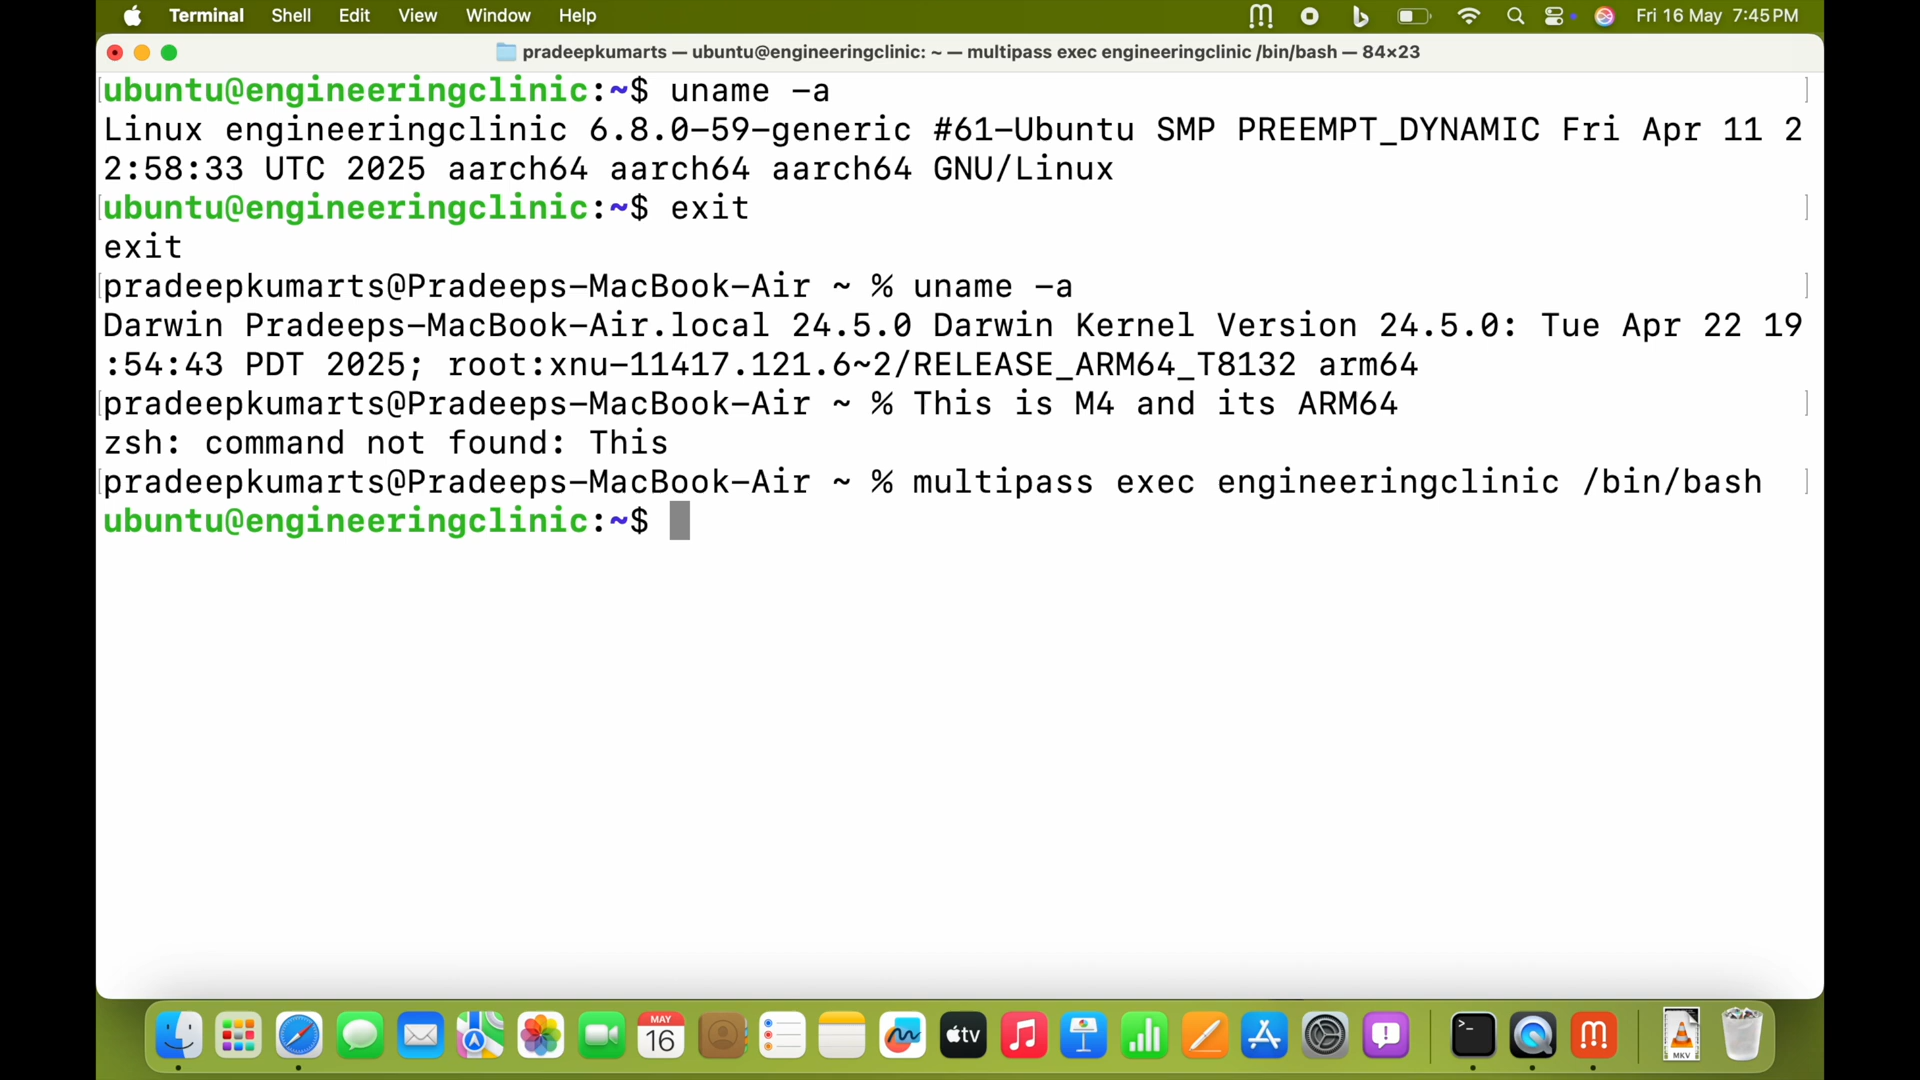 Terminal Shell Edit View Window Help Fri 16 May 7:45 PM
pradeepkumarts — ubuntu@engineeringclinic: ~ — multipass exec engineeringclinic /bin/bash — 84×23
ubuntu@engineeringclinic:~$ uname -a
Linux engineeringclinic 6.8.0-59-generic #61-Ubuntu SMP PREEMPT_DYNAMIC Fri Apr 11 2
2:58:33 UTC 2025 aarch64 aarch64 aarch64 GNU/Linux
ubuntu@engineeringclinic:~$ exit
exit
pradeepkumarts@Pradeeps-MacBook-Air ~ % uname -a
Darwin Pradeeps-MacBook-Air.local 24.5.0 Darwin Kernel Version 24.5.0: Tue Apr 22 19
:54:43 PDT 2025; root:xnu-11417.121.6~2/RELEASE_ARM64_T8132 arm64
pradeepkumarts@Pradeeps-MacBook-Air ~ % This is M4 and its ARM64
zsh: command not found: This
pradeepkumarts@Pradeeps-MacBook-Air ~ % multipass exec engineeringclinic /bin/bash
ubuntu@engineeringclinic:~$
MAY
16
tv
MKV